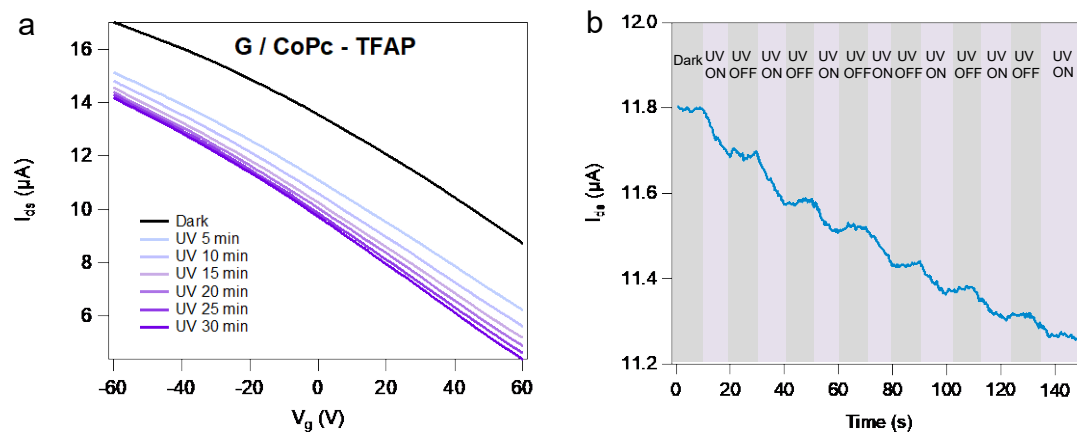 a
G / CoPc - TFAP
16
14
12
10
8
6
I_ds (µA)
Dark
UV 5 min
UV 10 min
UV 15 min
UV 20 min
UV 25 min
UV 30 min
-60 -40 -20 0 20 40 60
V_g (V)
b
12.0
11.8
11.6
11.4
11.2
I_ds (µA)
Dark UV ON UV OFF UV ON UV OFF UV ON UV OFF UV ON UV OFF UV ON UV OFF UV ON UV OFF UV ON
0 20 40 60 80 100 120 140
Time (s)